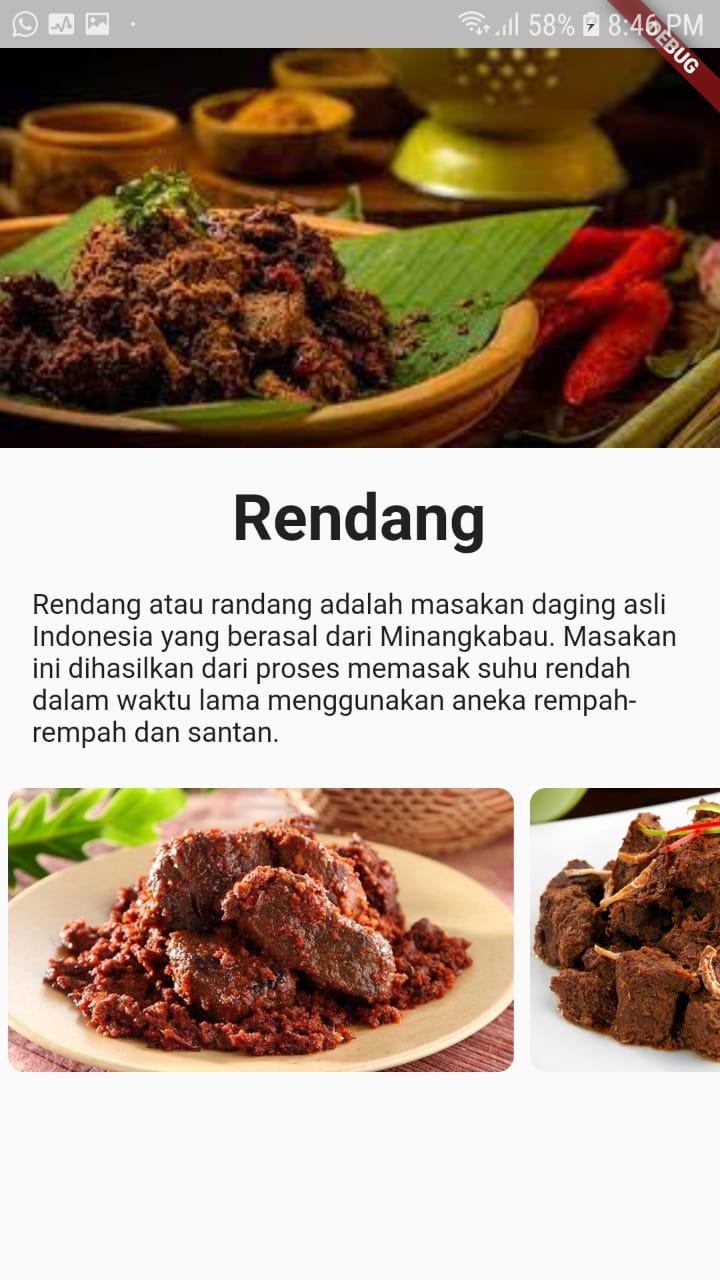 58% 8:46 PM
DEBUG
Rendang
Rendang atau randang adalah masakan daging asli
Indonesia yang berasal dari Minangkabau. Masakan
ini dihasilkan dari proses memasak suhu rendah
dalam waktu lama menggunakan aneka rempah-
rempah dan santan.